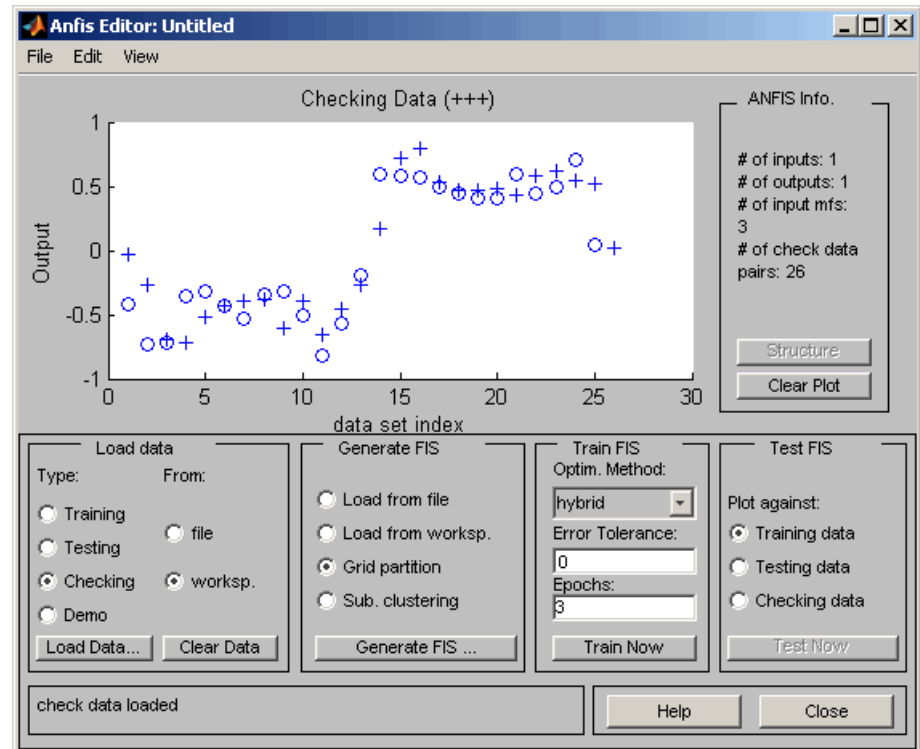 Anfis Editor: Untitled
File Edit View
Checking Data (+++)
1
0.5
0
-0.5
-1
Output
0 5 10 15 20 25 30
data set index
ANFIS Info.
# of inputs: 1
# of outputs: 1
# of input mfs:
3
# of check data
pairs: 26
Structure
Clear Plot
Load data
Type: From:
Training
Testing
Checking
Demo
file
worksp.
Load Data... Clear Data
Generate FIS
Load from file
Load from worksp.
Grid partition
Sub. clustering
Generate FIS ...
Train FIS
Optim. Method:
hybrid
Error Tolerance:
0
Epochs:
3
Train Now
Test FIS
Plot against:
Training data
Testing data
Checking data
Test Now
check data loaded
Help Close